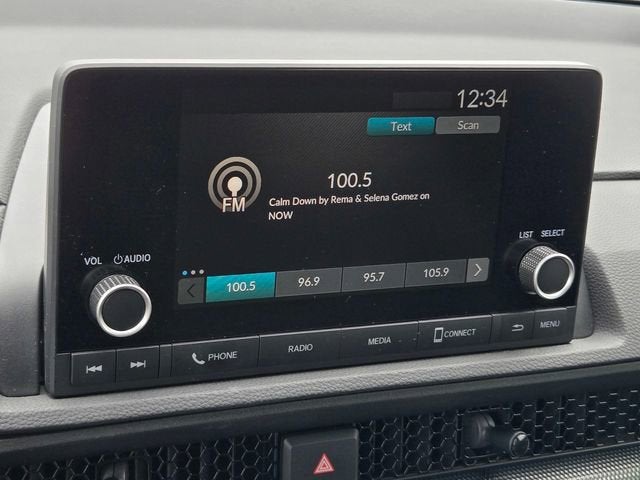 12:34
Text Scan
100.5
FM
Calm Down by Rema & Selena Gomez on
NOW
VOL AUDIO
LIST SELECT
100.5 96.9 95.7 105.9
PHONE RADIO MEDIA CONNECT MENU